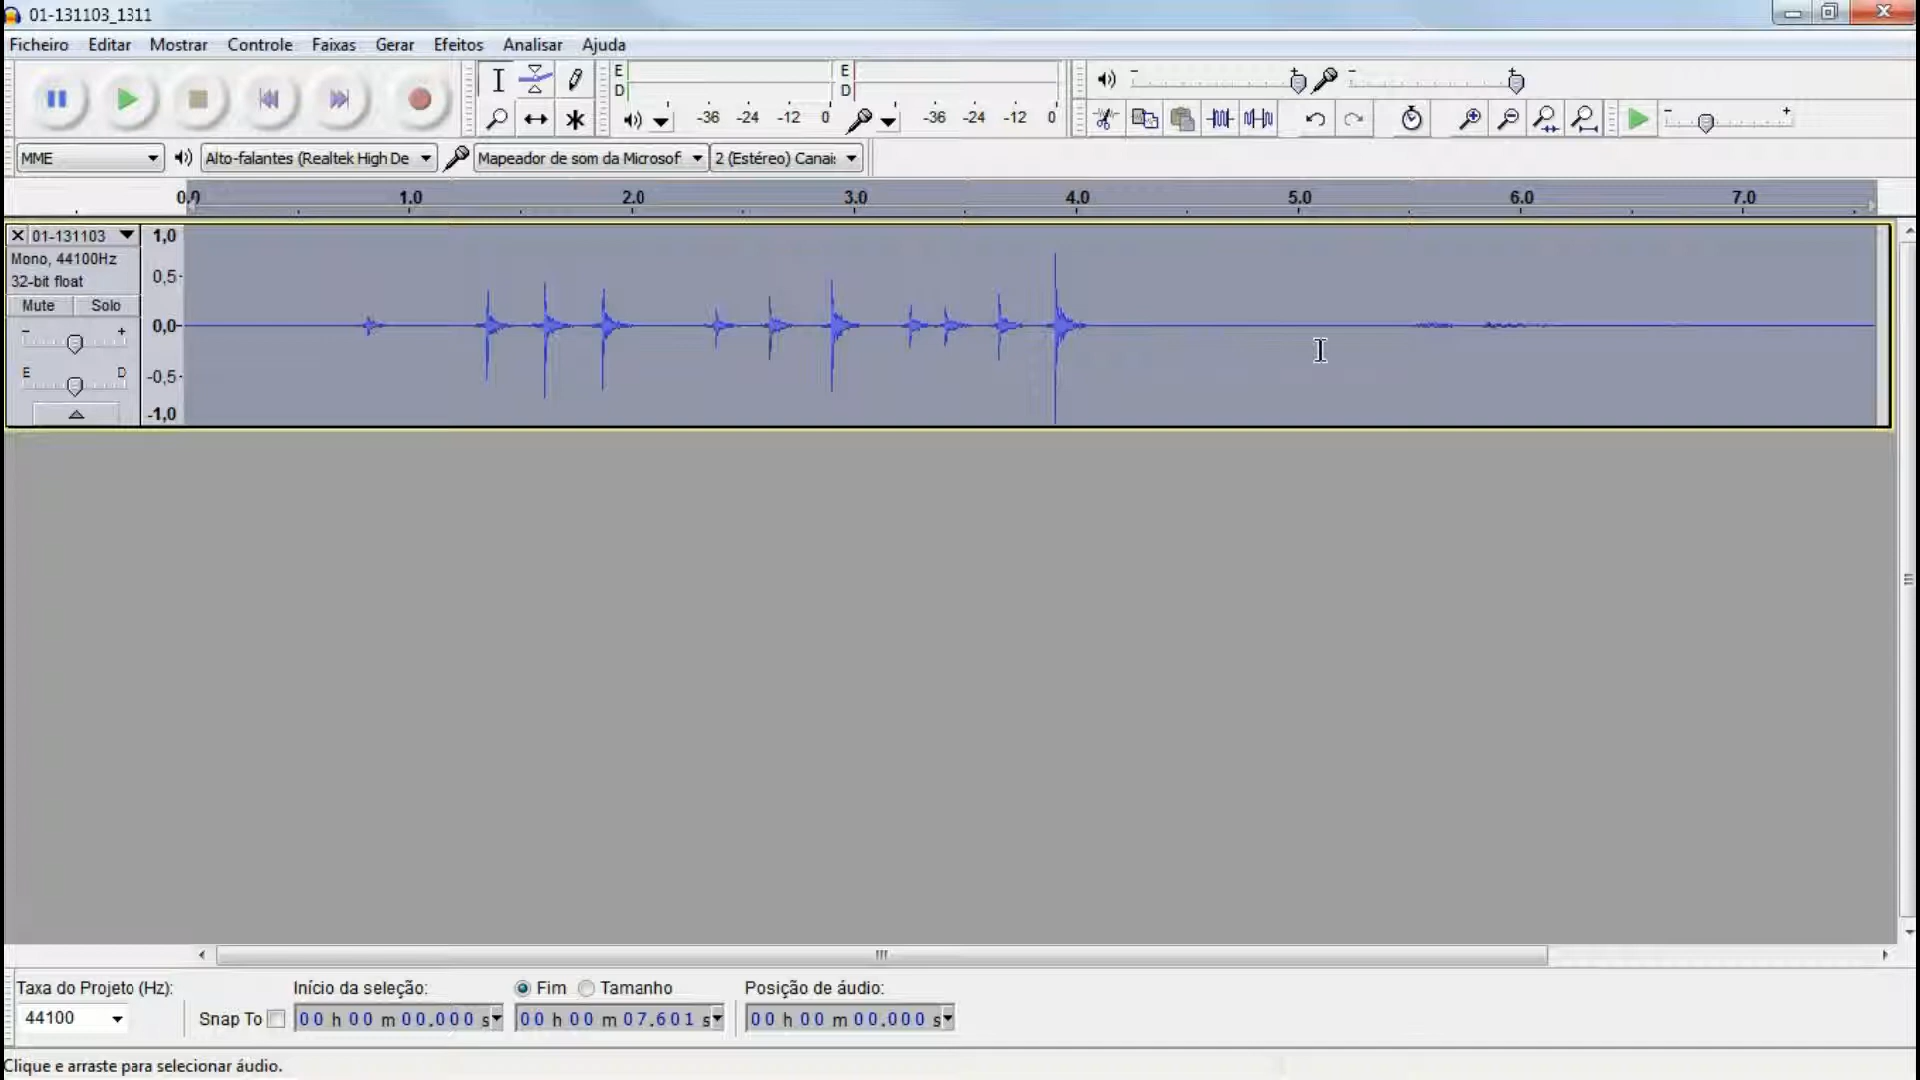 01-131103_1311
Ficheiro Editar Mostrar Controle Faixas Gerar Efeitos Analisar Ajuda
E
D
-36 -24 -12 0
E
D
-36 -24 -12 0
- +
- +
- +
MME Alto-falantes (Realtek High De Mapeador de som da Microsof 2 (Estéreo) Canai:
0.0 1.0 2.0 3.0 4.0 5.0 6.0 7.0
01-131103
Mono, 44100Hz
32-bit float
Mute Solo
- +
E D
1,0
0,5-
0,0-
-0,5-
-1,0
Taxa do Projeto (Hz): Início da seleção: Fim Tamanho Posição de áudio:
44100 Snap To 00 h 00 m 00.000 s 00 h 00 m 07.601 s 00 h 00 m 00.000 s
Clique e arraste para selecionar áudio.